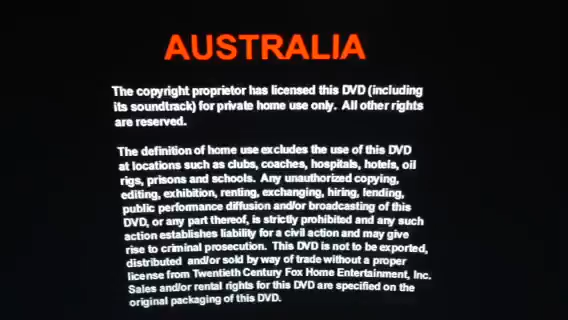 AUSTRALIA
The copyright proprietor has licensed this DVD (including
its soundtrack) for private home use only. All other rights
are reserved.
The definition of home use excludes the use of this DVD
at locations such as clubs, coaches, hospitals, hotels, oil
rigs, prisons and schools. Any unauthorized copying,
editing, exhibition, renting, exchanging, hiring, lending,
public performance diffusion and/or broadcasting of this
DVD, or any part thereof, is strictly prohibited and any such
action establishes liability for a civil action and may give
rise to criminal prosecution. This DVD is not to be exported,
distributed and/or sold by way of trade without a proper
license from Twentieth Century Fox Home Entertainment, Inc.
Sales and/or rental rights for this DVD are specified on the
original packaging of this DVD.